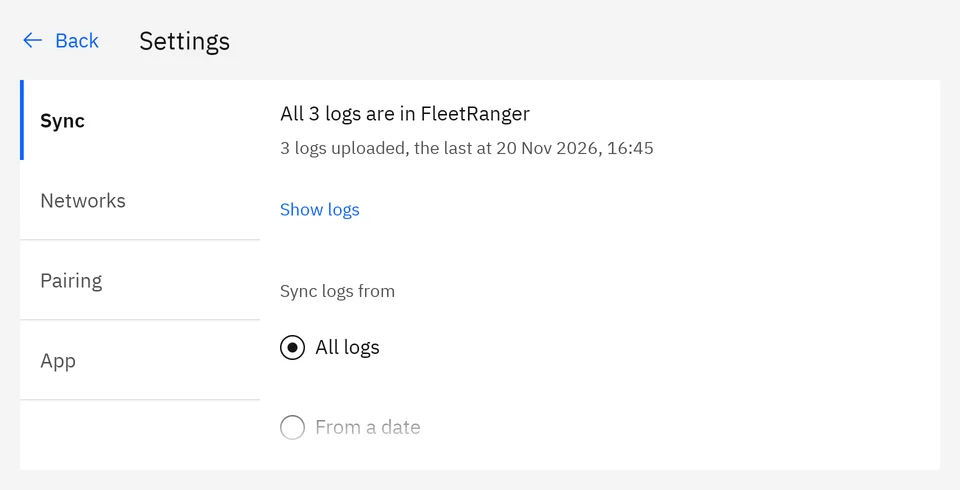 Back
Settings
Sync
Networks
Pairing
App
All 3 logs are in FleetRanger
3 logs uploaded, the last at 20 Nov 2026, 16:45
Show logs
Sync logs from
All logs
From a date